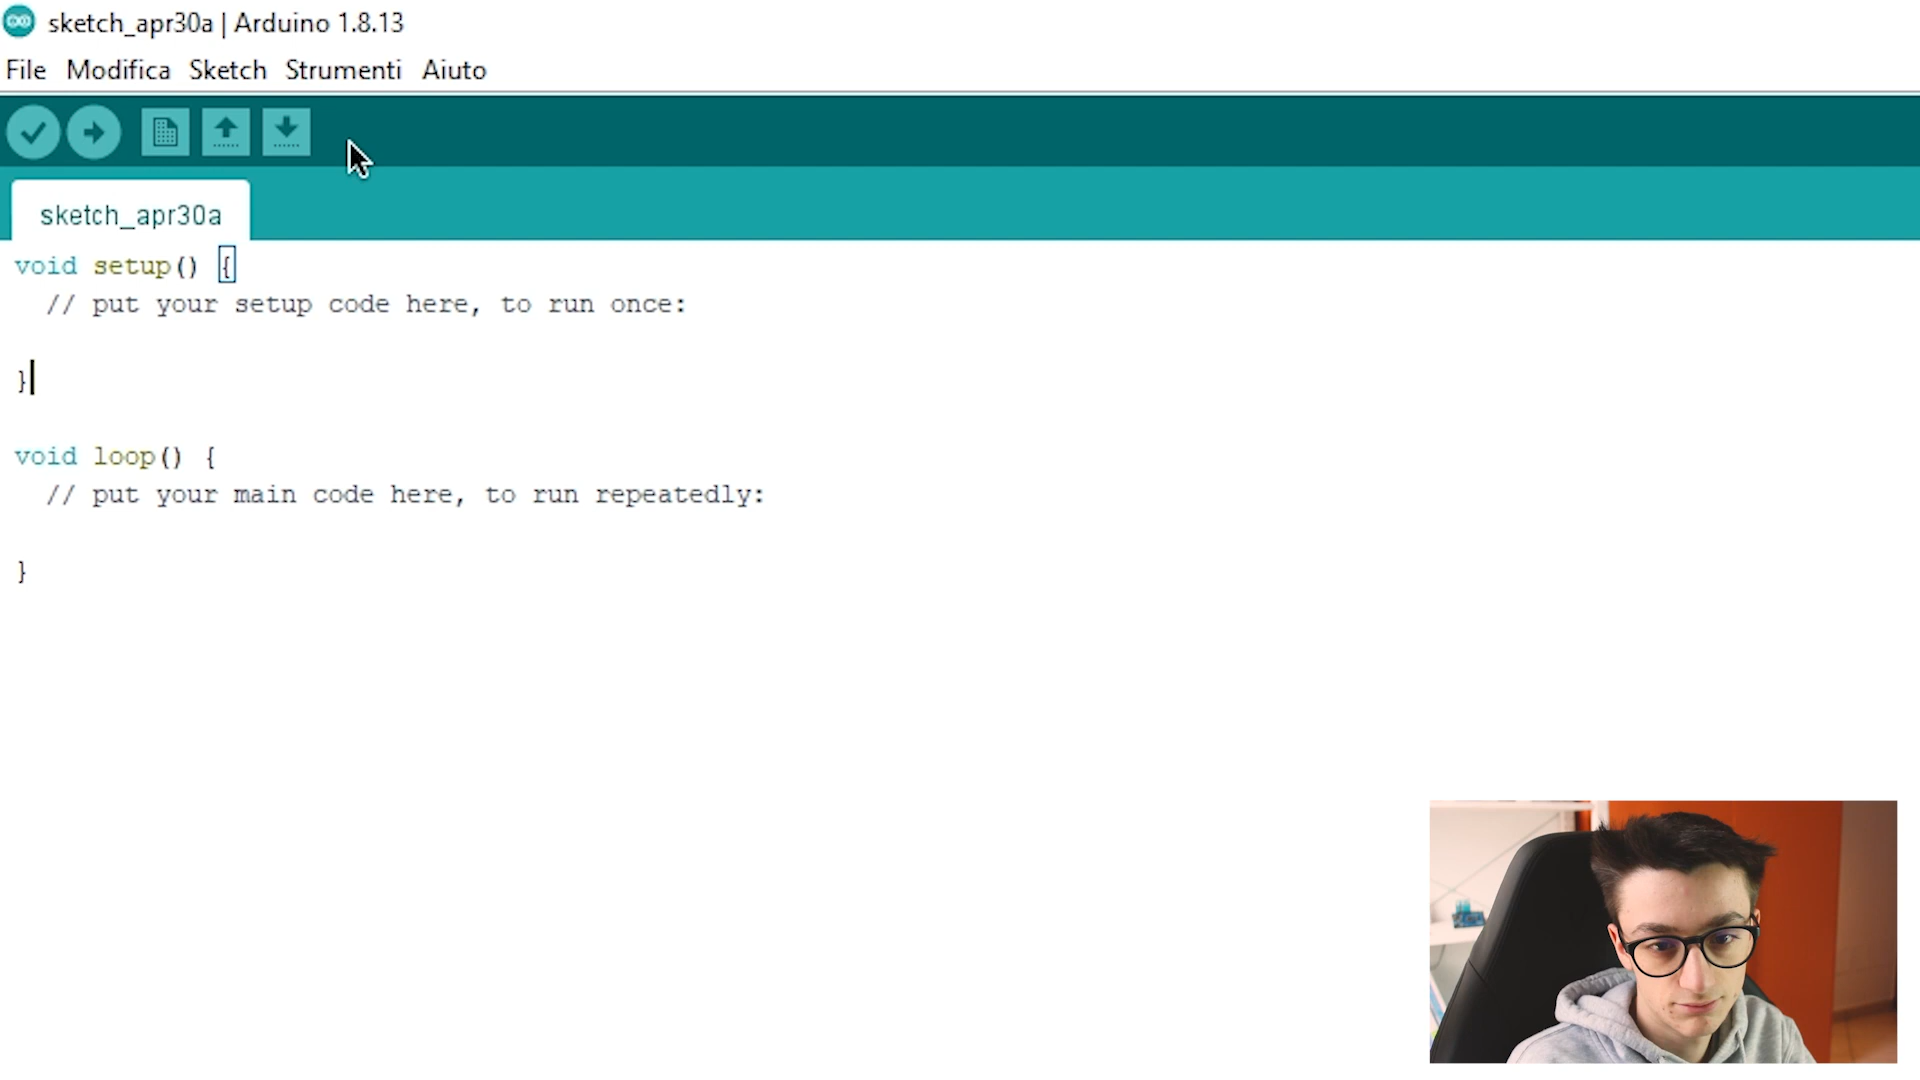 sketch_apr30a | Arduino 1.8.13
File Modifica Sketch Strumenti Aiuto
sketch_apr30a
void setup() {
  // put your setup code here, to run once:
}
void loop() {
  // put your main code here, to run repeatedly:
}